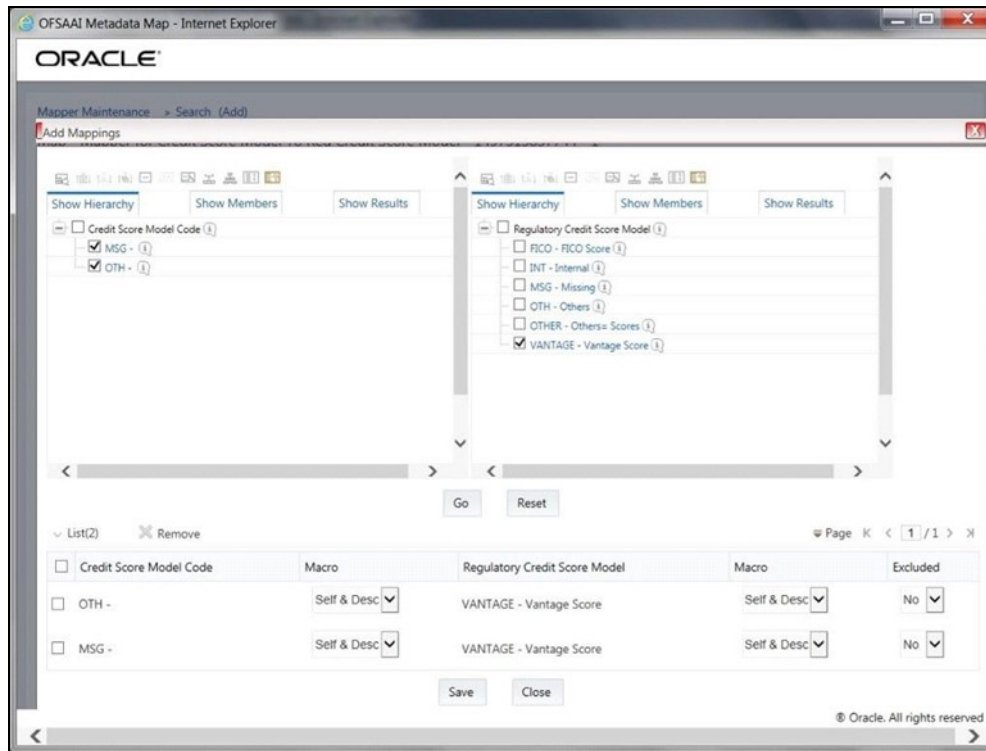 OFSAAI Metadata Map - Internet Explorer
ORACLE
Mapper Maintenance > Search (Add)
Add Mappings
Show Hierarchy Show Members Show Results
Credit Score Model Code
MSG -
OTH -
Show Hierarchy Show Members Show Results
Regulatory Credit Score Model
FICO - FICO Score
INT - Internal
MSG - Missing
OTH - Others
OTHER - Others= Scores
VANTAGE - Vantage Score
Go Reset
List(2) Remove Page 1 / 1
Credit Score Model Code Macro Regulatory Credit Score Model Macro Excluded
OTH - Self & Desc VANTAGE - Vantage Score Self & Desc No
MSG - Self & Desc VANTAGE - Vantage Score Self & Desc No
Save Close
® Oracle. All rights reserved